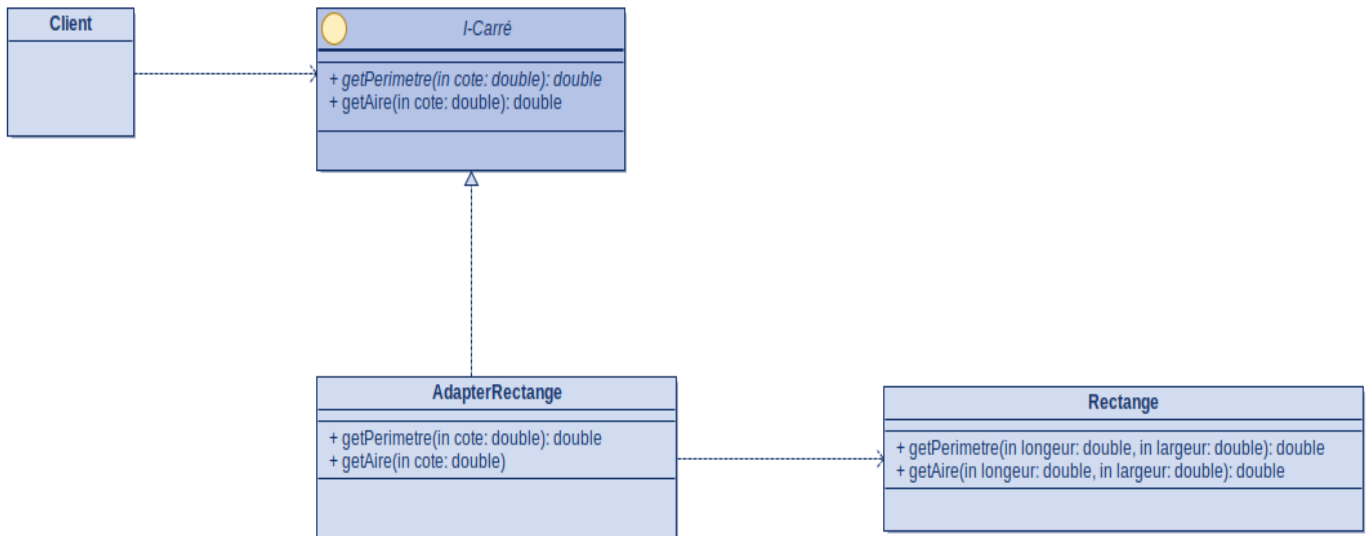 Client
I-Carré
+ getPerimetre(in cote: double): double
+ getAire(in cote: double): double
AdapterRectange
+ getPerimetre(in cote: double): double
+ getAire(in cote: double)
Rectange
+ getPerimetre(in longeur: double, in largeur: double): double
+ getAire(in longeur: double, in largeur: double): double